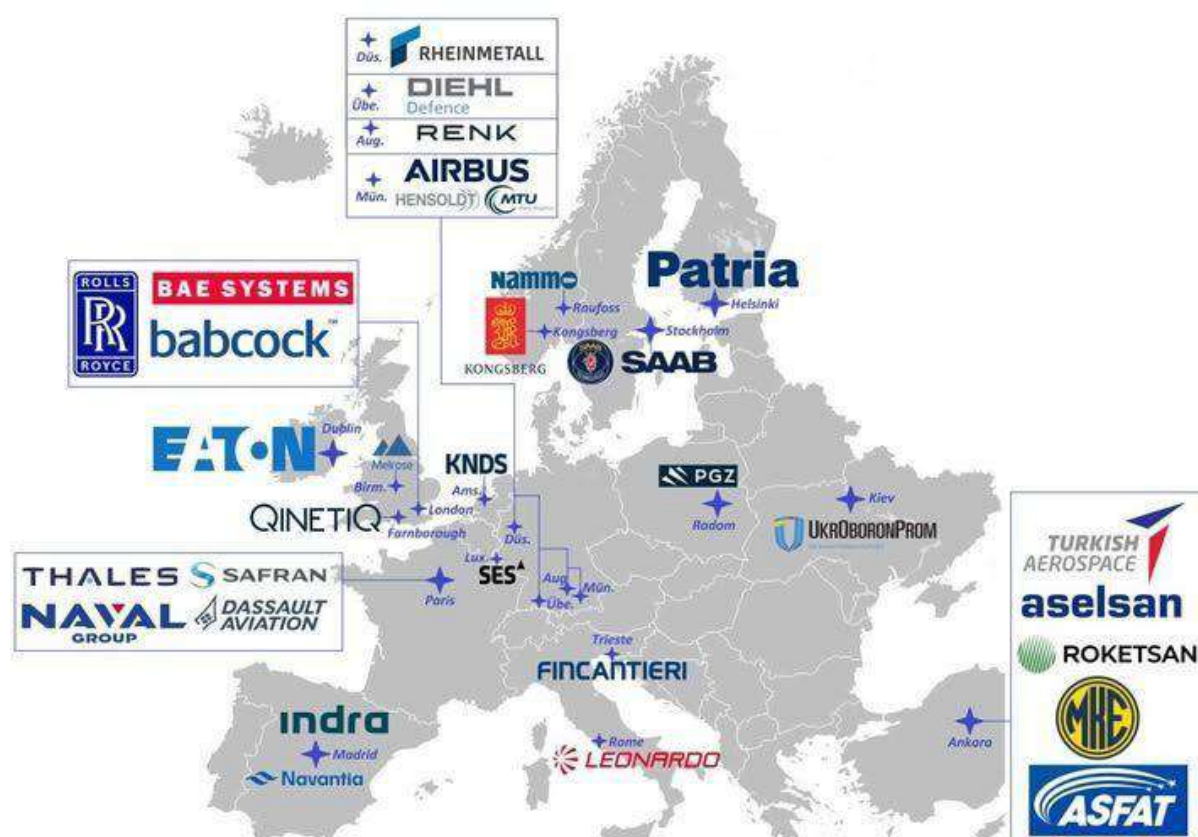 Düs.
RHEINMETALL
Übe.
DIEHL
Defence
Aug.
RENK
Mün.
AIRBUS
HENSOLDT
MTU
ROLLS
RR
ROYCE
BAE SYSTEMS
babcock™
nammo
Raufoss
Kongsberg
KONGSBERG
Patria
Helsinki
Stockholm
SAAB
SAAB
EATON
Dublin
Melrose
Birm.
London
QINETIQ
Farnborough
KNDS
Ams.
Düs.
Lux.
SES
Aug
Mün.
Übe.
PGZ
Radom
Kiev
UKROBORONPROM
THALES
SAFRAN
NAVAL
GROUP
DASSAULT
AVIATION
Paris
Trieste
FINCANTIERI
indra
Madrid
Navantia
Rome
LEONARDO
Ankara
TURKISH
AEROSPACE
aselsan
ROKETSAN
MKE
ASFAT